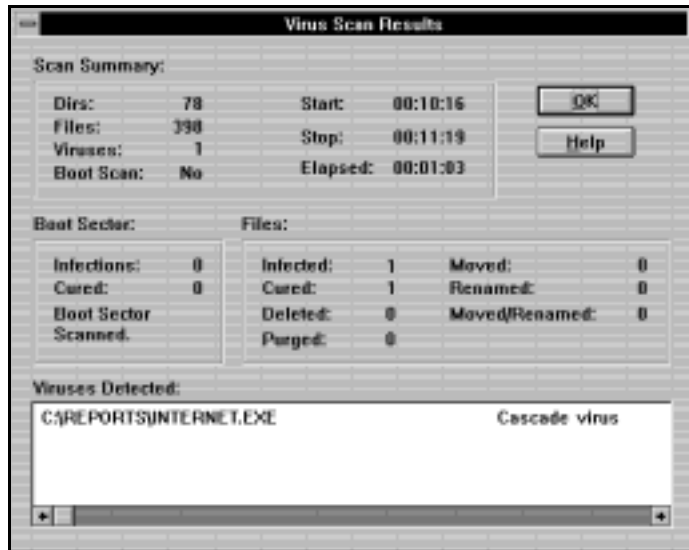 Virus Scan Results
Scan Summary:
Dirs: 78
Files: 398
Viruses: 1
Boot Scan: No
Start: 00:10:16
Stop: 00:11:19
Elapsed: 00:01:03
OK
Help
Boot Sector:
Infections: 0
Cured: 0
Boot Sector
Scanned.
Files:
Infected: 1
Cured: 1
Deleted: 0
Purged: 0
Moved: 0
Renamed: 0
Moved/Renamed: 0
Viruses Detected:
C:\REPORTS\INTERNET.EXE Cascade virus